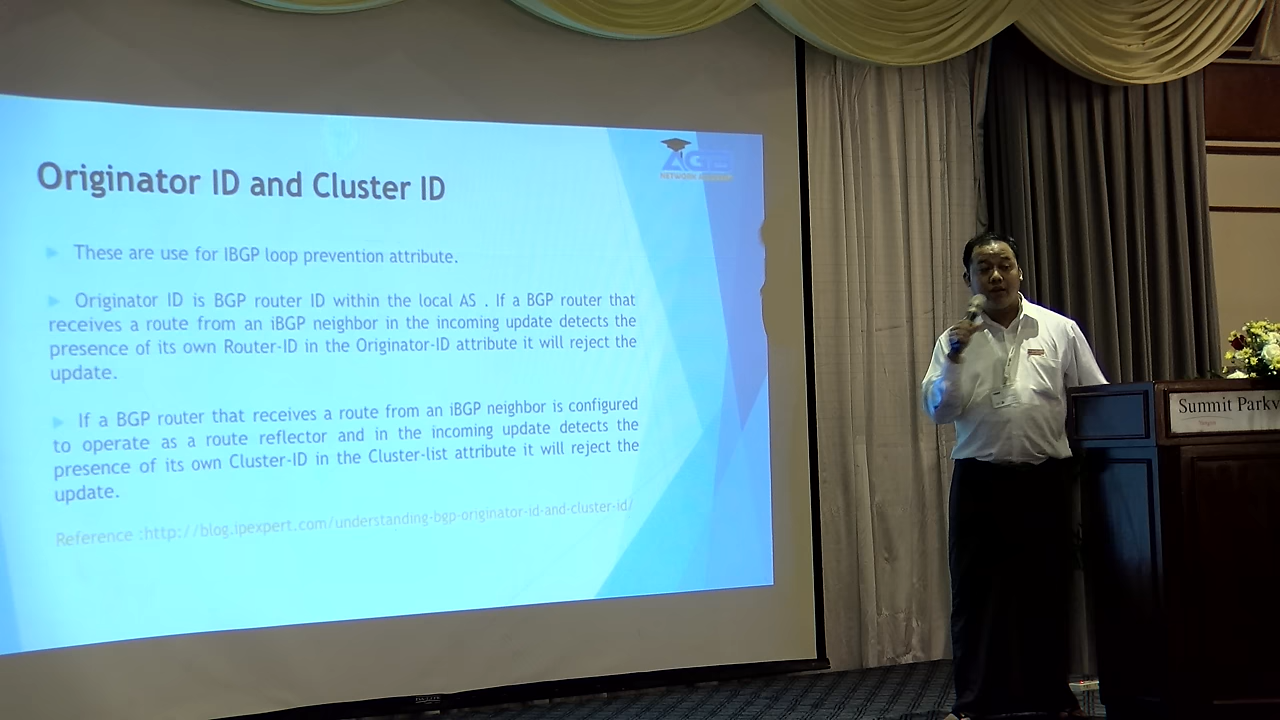 AGB
NETWORK
Originator ID and Cluster ID
These are use for IBGP loop prevention attribute.
Originator ID is BGP router ID within the local AS . If a BGP router that
receives a route from an iBGP neighbor in the incoming update detects the
presence of its own Router-ID in the Originator-ID attribute it will reject the
update.
If a BGP router that receives a route from an iBGP neighbor is configured
to operate as a route reflector and in the incoming update detects the
presence of its own Cluster-ID in the Cluster-list attribute it will reject the
update.
Reference :http://blog.ipexpert.com/understanding-bgp-originator-id-and-cluster-id/
Summit Parkv